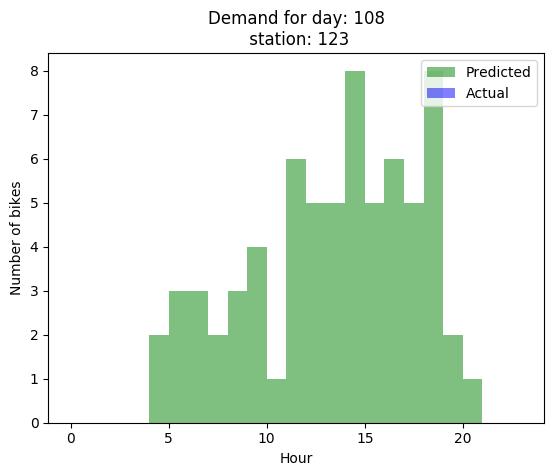 Demand for day: 108
station: 123
Predicted
Actual
8
7
6
5
4
3
2
1
0
Number of bikes
0 5 10 15 20
Hour